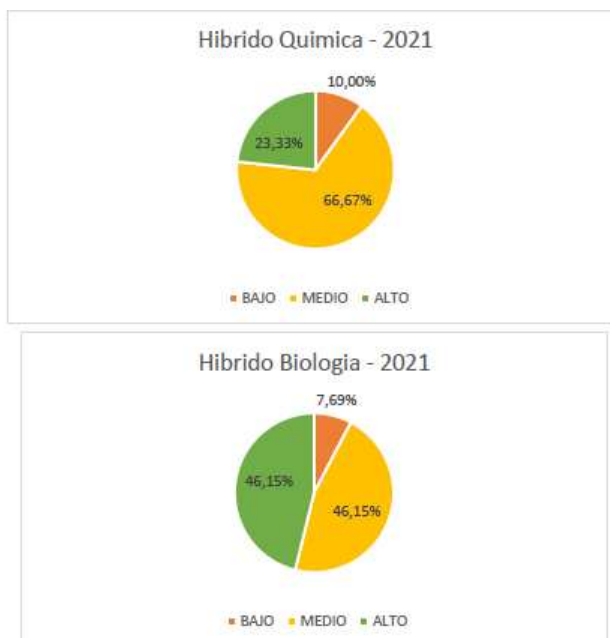 Hibrido Quimica - 2021
10,00%
23,33%
66,67%
BAJO MEDIO ALTO
Hibrido Biologia - 2021
7,69%
46,15%
46,15%
BAJO MEDIO ALTO